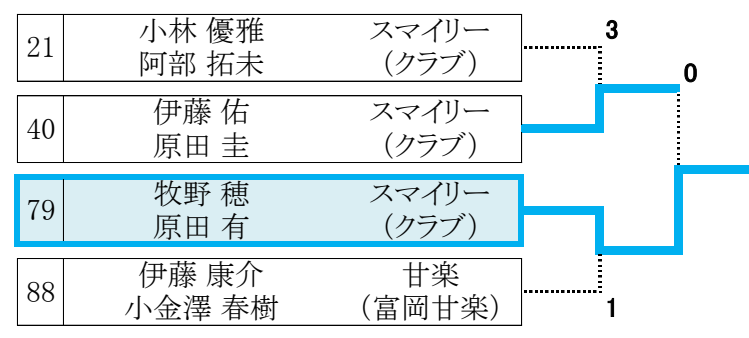 21 小林 優雅 スマイリー 3
阿部 拓未 （クラブ）
0
40 伊藤 佑 スマイリー
原田 圭 （クラブ）
79 牧野 穂 スマイリー
原田 有 （クラブ）
88 伊藤 康介 甘楽
小金澤 春樹 （富岡甘楽） 1